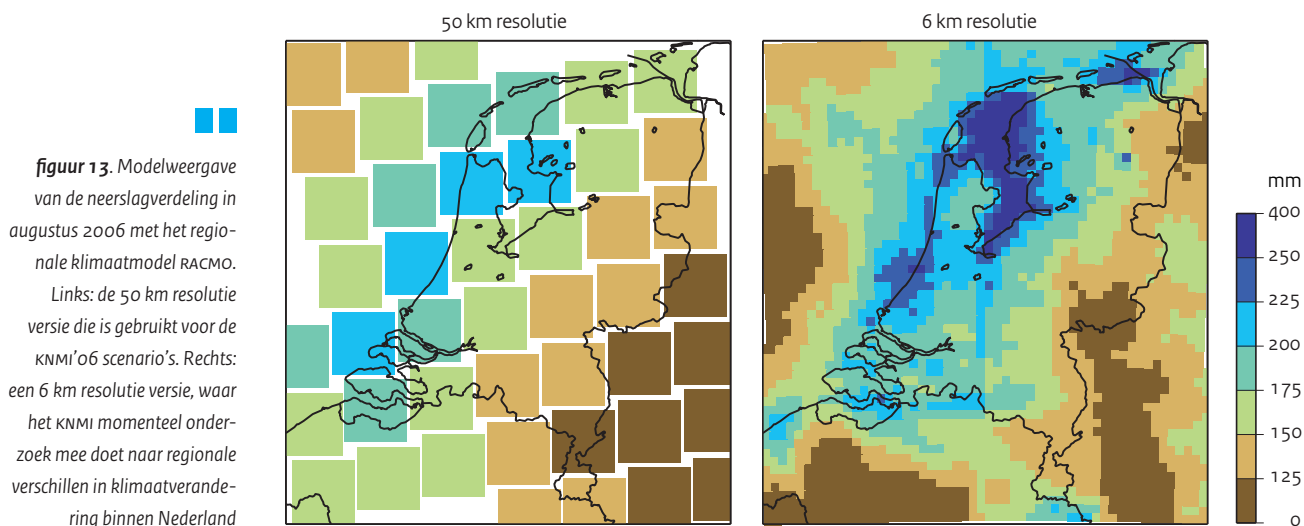 50 km resolutie
6 km resolutie
figuur 13. Modelweergave
van de neerslagverdeling in
augustus 2006 met het regio-
nale klimaatmodel RACMO.
Links: de 50 km resolutie
versie die is gebruikt voor de
KNMI'06 scenario's. Rechts:
een 6 km resolutie versie, waar
het KNMI momenteel onder-
zoek mee doet naar regionale
verschillen in klimaatverande-
ring binnen Nederland
mm
400
250
225
200
175
150
125
0